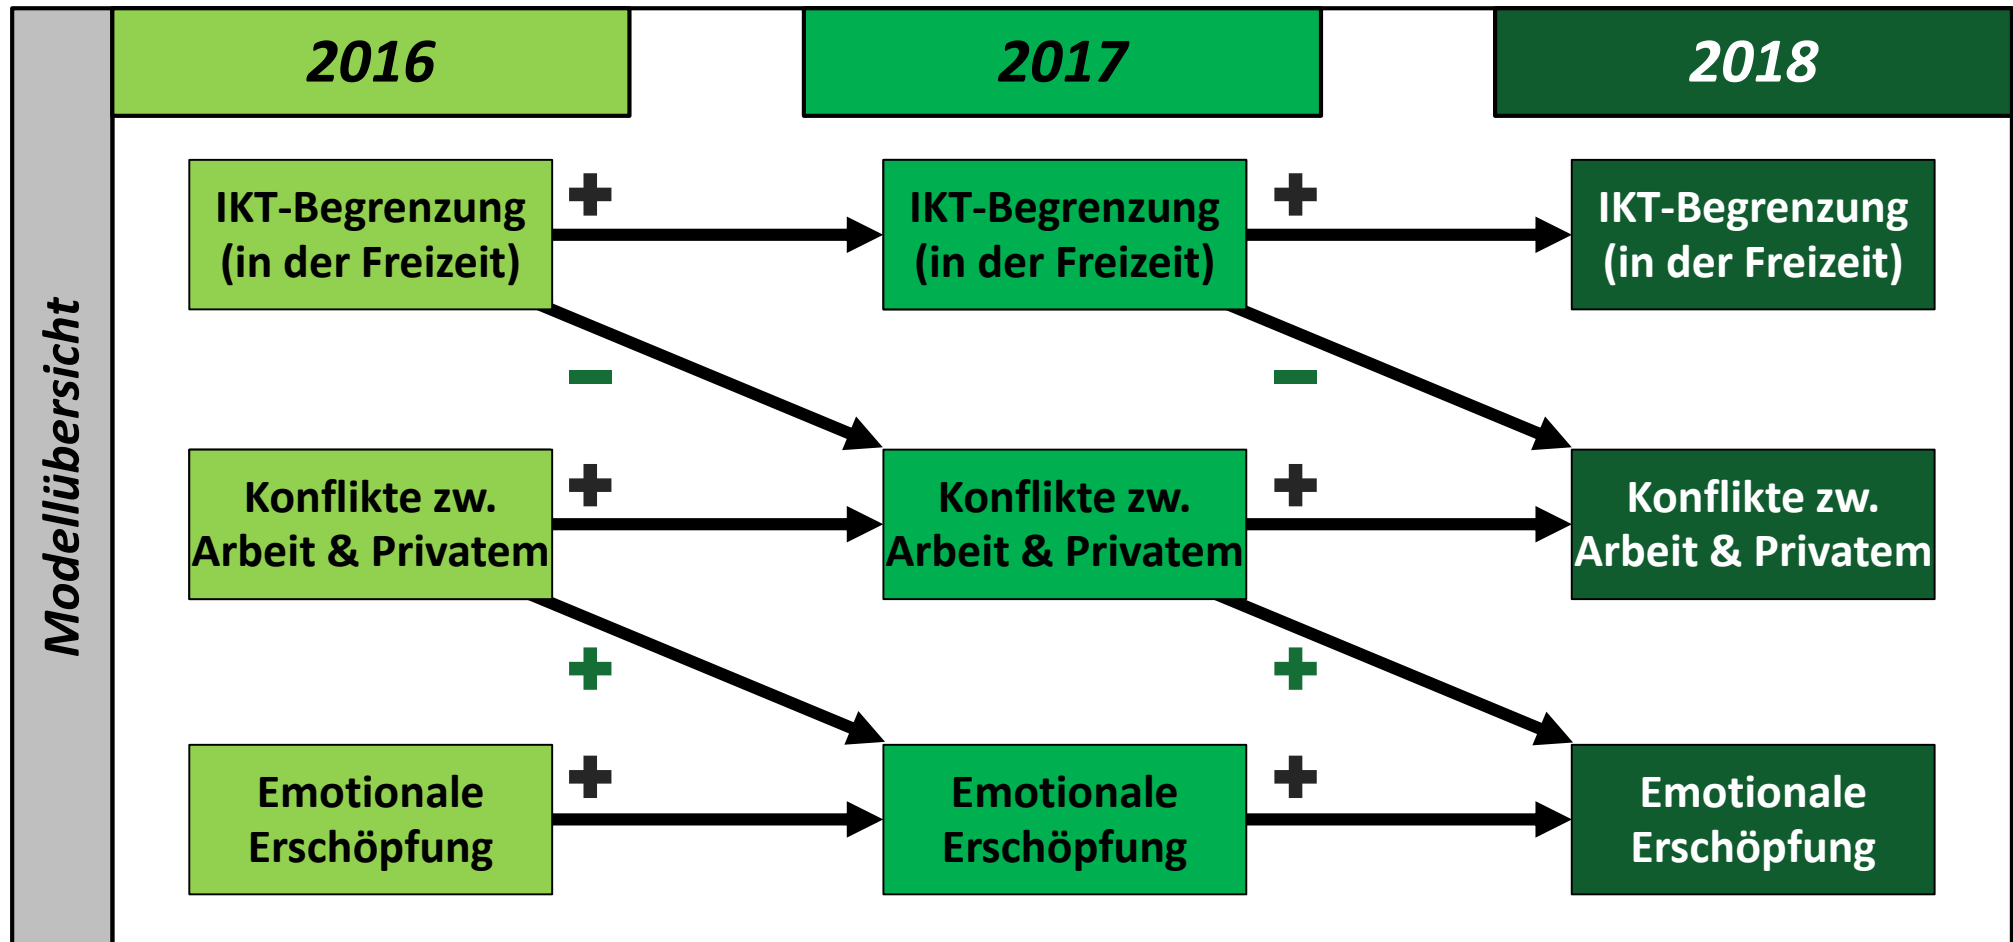 Modellübersicht
2016
2017
2018
IKT-Begrenzung
(in der Freizeit)
+
IKT-Begrenzung
(in der Freizeit)
+
IKT-Begrenzung
(in der Freizeit)
−
−
Konflikte zw.
Arbeit & Privatem
+
Konflikte zw.
Arbeit & Privatem
+
Konflikte zw.
Arbeit & Privatem
+
+
Emotionale
Erschöpfung
+
Emotionale
Erschöpfung
+
Emotionale
Erschöpfung